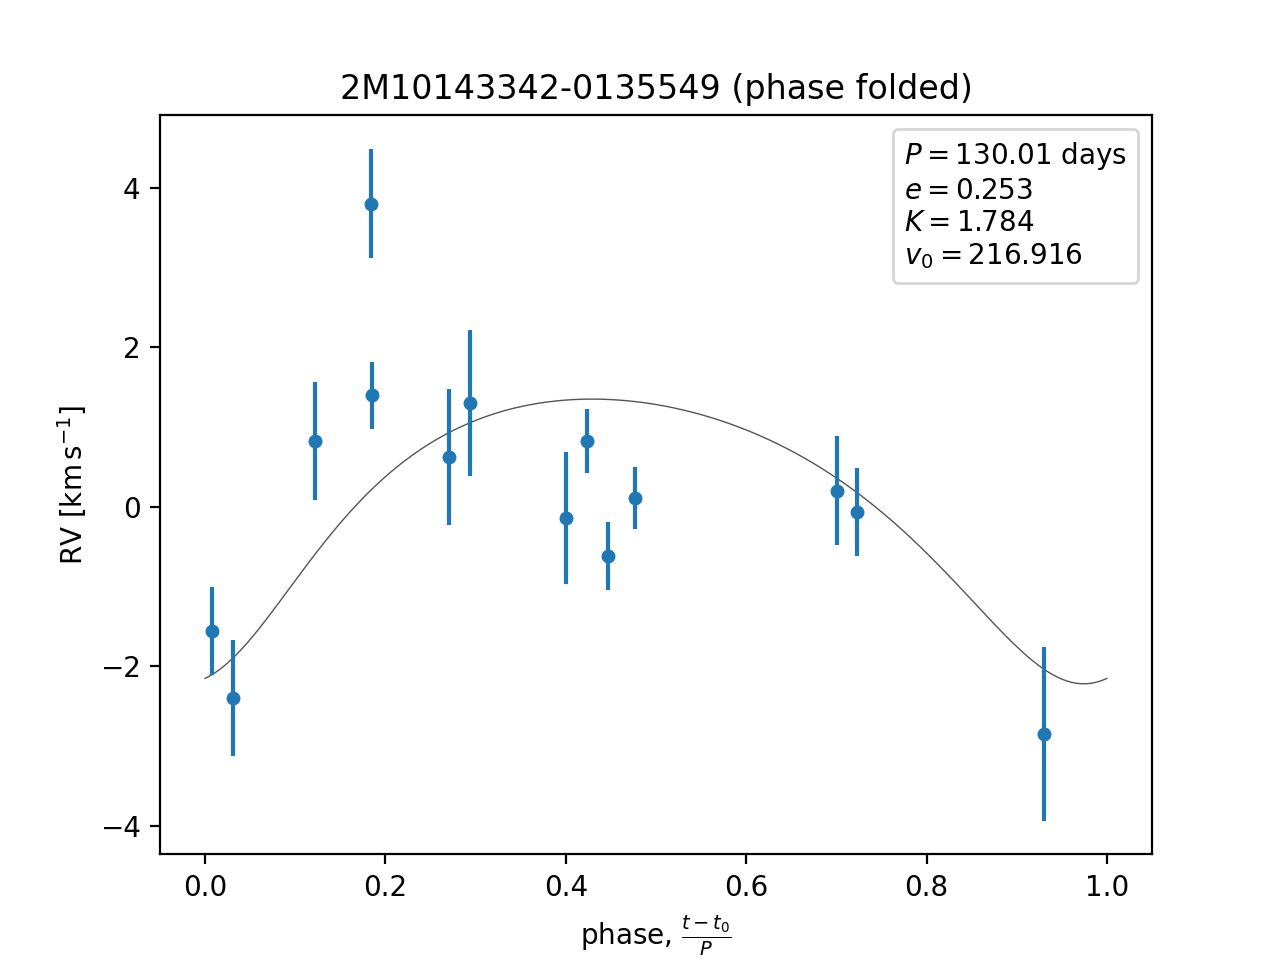 2M10143342-0135549 (phase folded)
P = 130.01 days
e = 0.253
K = 1.784
v₀ = 216.916
4
2
0
−2
−4
RV [km s⁻¹]
0.0 0.2 0.4 0.6 0.8 1.0
phase, (t − t₀)/P